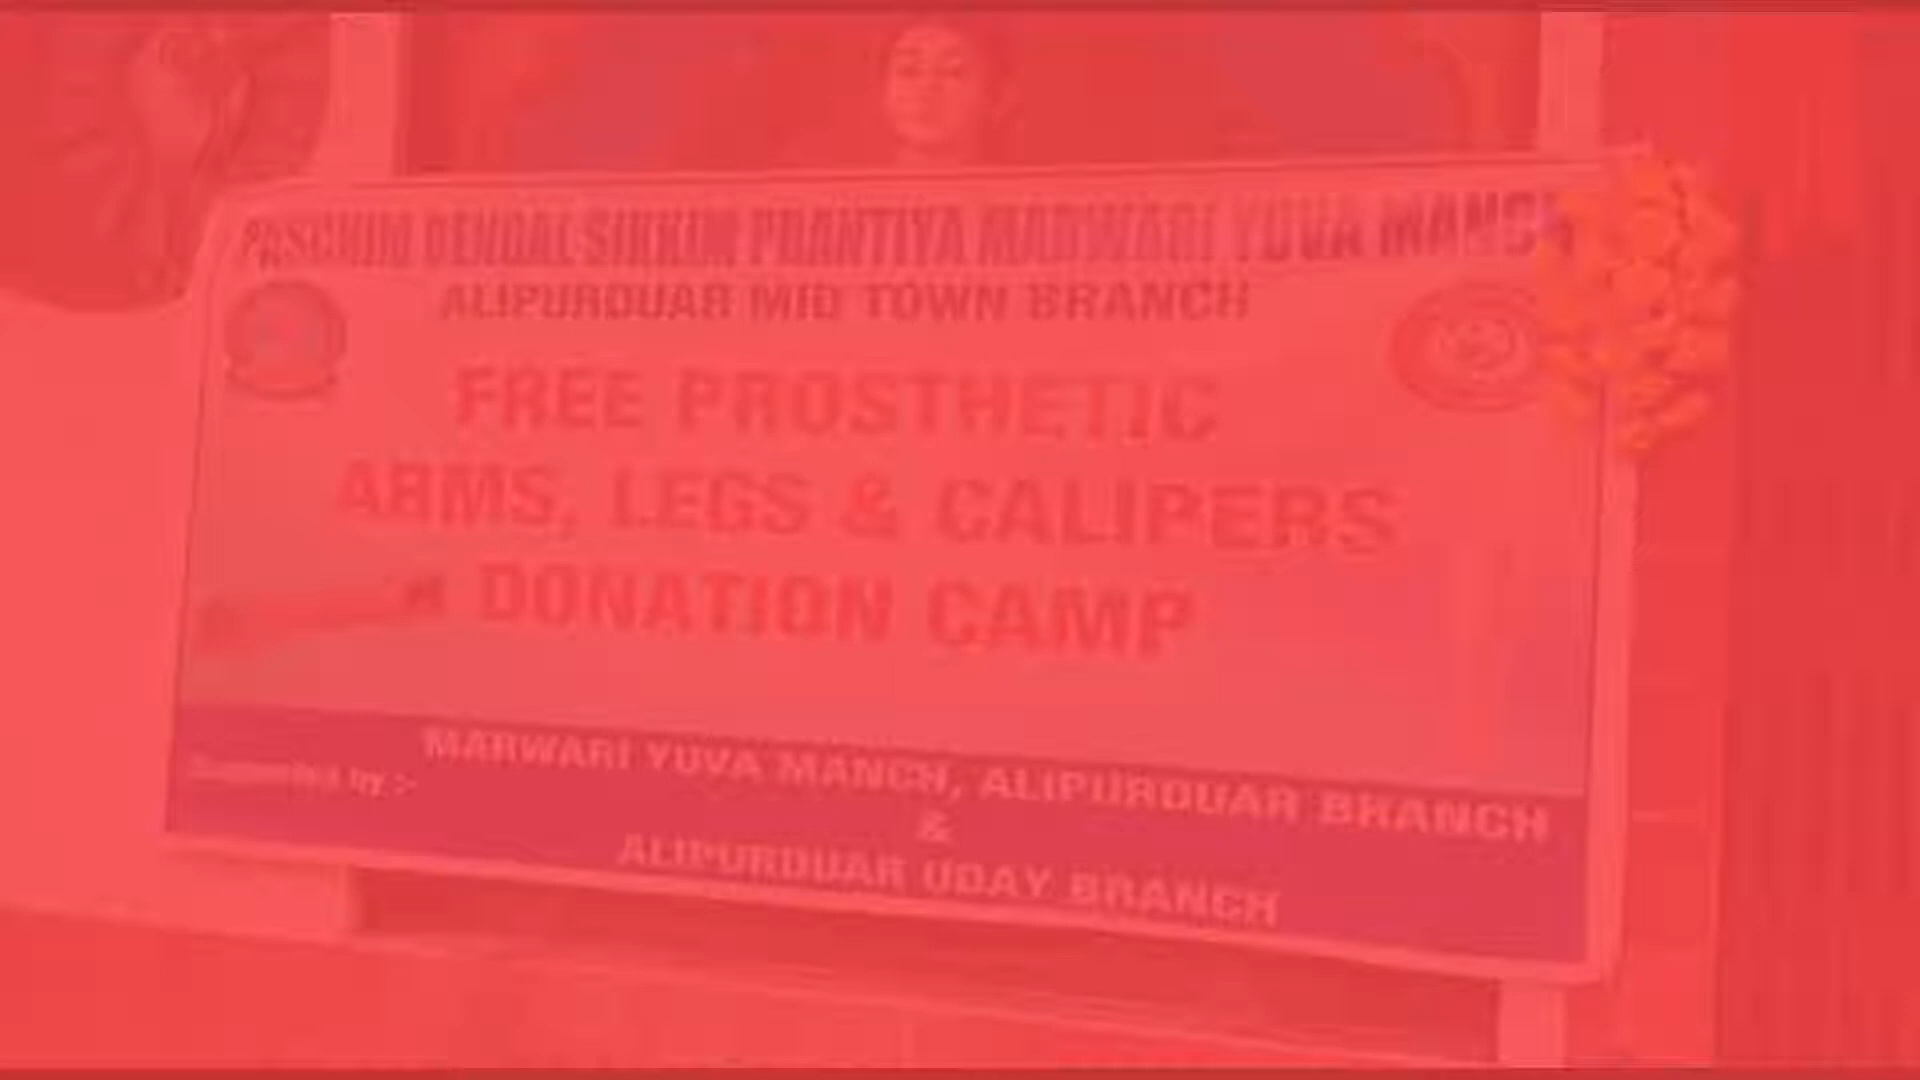 PASCHIM BENGAL SIKKIM PRANTIYA MARWARI YUVA MANCH
ALIPURDUAR MID TOWN BRANCH
FREE PROSTHETIC
ARMS, LEGS & CALIPERS
DONATION CAMP
MARWARI YUVA MANCH, ALIPURDUAR BRANCH
by :-
&
ALIPURDUAR UDAY BRANCH